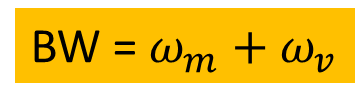 BW = ωₘ + ωᵥ